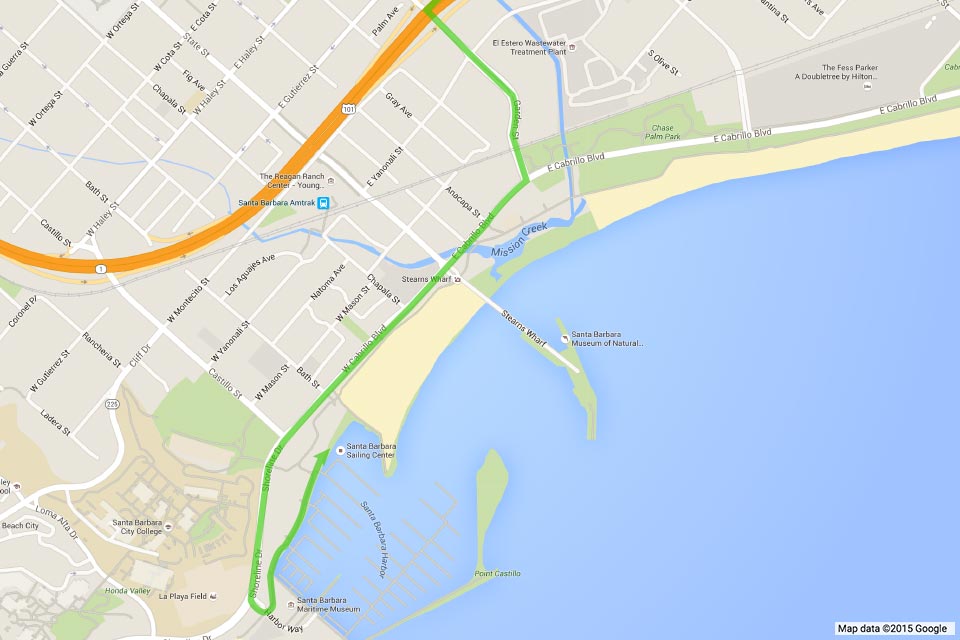 W Ortega St
E Cota St
Palm Ave
State St
E Haley St
W Cota St
Fig Ave
W Haley St
Chapala St
E Gutierrez St
W Ortega St
a Guerra St
101
Gray Ave
El Estero Wastewater
Treatment Plant
S Olive St
antina St
The Fess Parker
A Doubletree by Hilton...
Garden St
Chase
Palm Park
E Cabrillo Blvd
E Cabrillo Blvd
E Cabrillo Blvd
E Yanonali St
The Reagan Ranch
Center - Young...
Santa Barbara Amtrak
Anacapa St
Bath St
W Haley St
Castillo St
1
E Cabrillo Blvd
Mission Creek
Los Aguajes Ave
Natoma Ave
Chapala St
Stearns Wharf
W Montecito St
W Mason St
Coronel Pl
Stearns Wharf
Santa Barbara
Museum of Natural...
W Yanonali St
Rancheria St
Cliff Dr
W Cabrillo Blvd
W Gutierrez St
Castillo St
W Mason St
Bath St
225
Ladera St
Shoreline Dr
Santa Barbara
Sailing Center
Loma Alta Dr
Beach City
Santa Barbara
City College
Santa Barbara Harbor
Shoreline Dr
Honda Valley
La Playa Field
Point Castillo
Santa Barbara
Maritime Museum
Harbor Way
Map data ©2015 Google